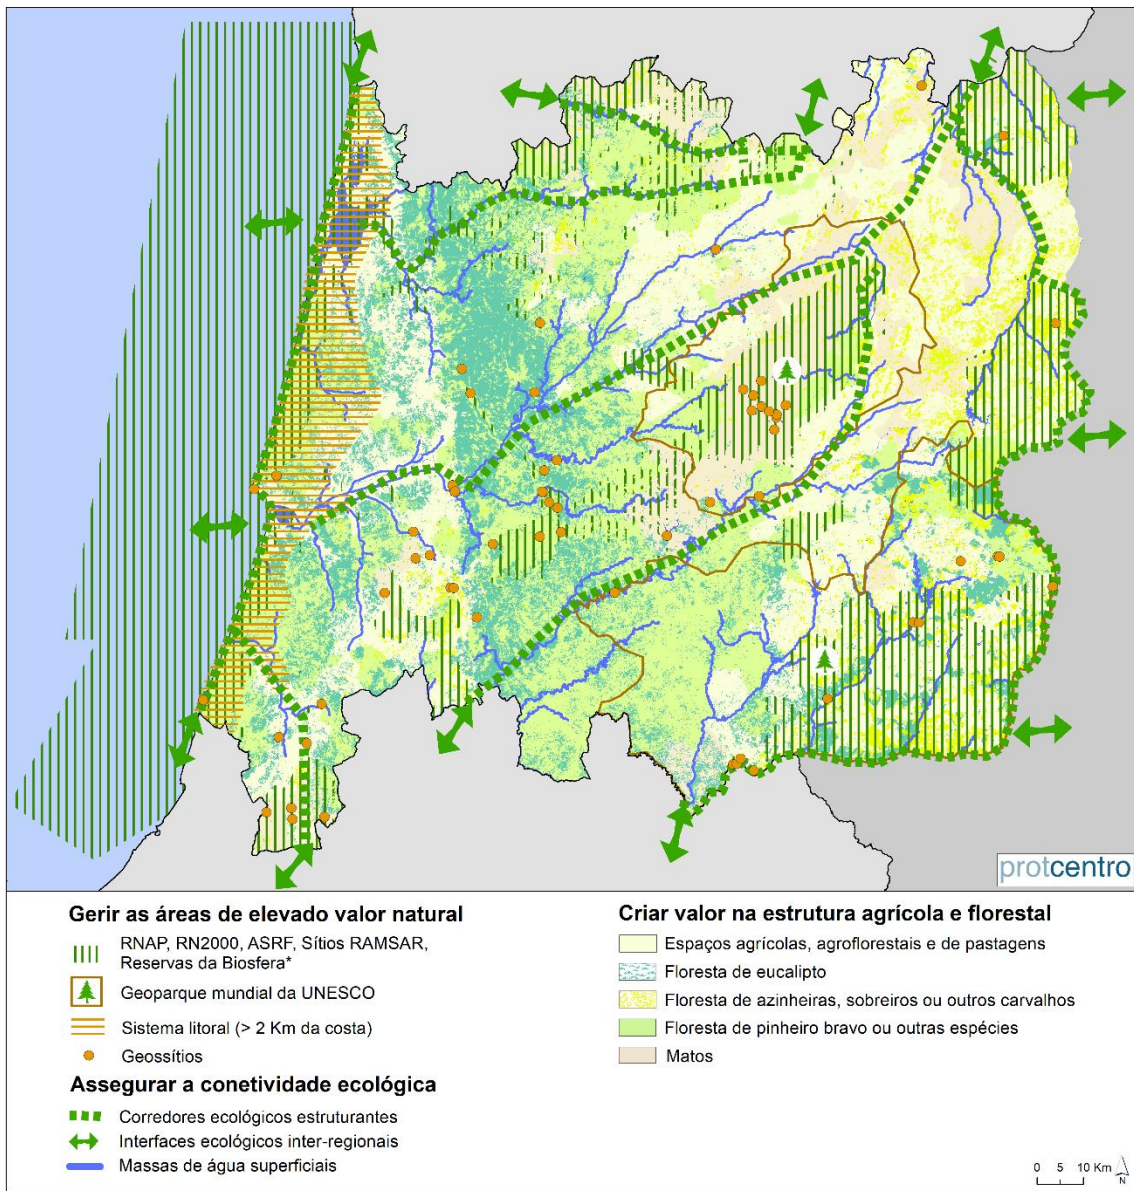 protcentro
Gerir as áreas de elevado valor natural
RNAP, RN2000, ASRF, Sítios RAMSAR,
Reservas da Biosfera*
Geoparque mundial da UNESCO
Sistema litoral (> 2 Km da costa)
Geossítios
Assegurar a conetividade ecológica
Corredores ecológicos estruturantes
Interfaces ecológicos inter-regionais
Massas de água superficiais
Criar valor na estrutura agrícola e florestal
Espaços agrícolas, agroflorestais e de pastagens
Floresta de eucalipto
Floresta de azinheiras, sobreiros ou outros carvalhos
Floresta de pinheiro bravo ou outras espécies
Matos
0 5 10 Km
N